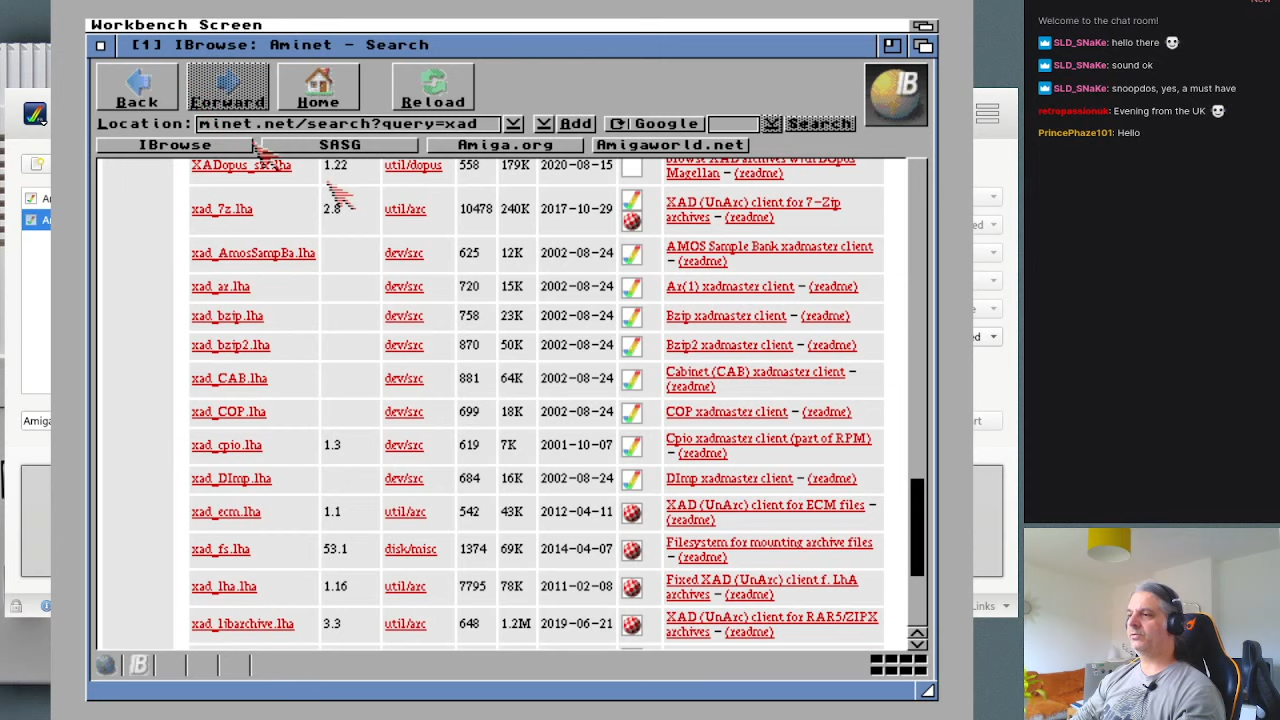 Workbench Screen
[1] IBrowse: Aminet - Search
Back Forward Home Reload
Location: minet.net/search?query=xad Add Google Search
IBrowse SASG Amiga.org Amigaworld.net
1.22 util/dopus 558 179K 2020-08-15 browse XAD archives with DOpus
Magellan - (readme)
xad_7z.lha 2.8 util/arc 10478 240K 2017-10-29 XAD (UnArc) client for 7-Zip
archives - (readme)
xad_AmosSampBa.lha dev/src 625 12K 2002-08-24 AMOS Sample Bank xadmaster client
- (readme)
xad_ar.lha dev/src 720 15K 2002-08-24 Ar(1) xadmaster client - (readme)
xad_bzip.lha dev/src 758 23K 2002-08-24 Bzip xadmaster client - (readme)
xad_bzip2.lha dev/src 870 50K 2002-08-24 Bzip2 xadmaster client - (readme)
xad_CAB.lha dev/src 881 64K 2002-08-24 Cabinet (CAB) xadmaster client -
(readme)
xad_COP.lha dev/src 699 18K 2002-08-24 COP xadmaster client - (readme)
xad_cpio.lha 1.3 dev/src 619 7K 2001-10-07 Cpio xadmaster client (part of RPM)
- (readme)
xad_DImp.lha dev/src 684 16K 2002-08-24 DImp xadmaster client - (readme)
xad_ecm.lha 1.1 util/arc 542 43K 2012-04-11 XAD (UnArc) client for ECM files -
(readme)
xad_fs.lha 53.1 disk/misc 1374 69K 2014-04-07 Filesystem for mounting archive files
- (readme)
xad_lha.lha 1.16 util/arc 7795 78K 2011-02-08 Fixed XAD (UnArc) client f. LhA
archives - (readme)
xad_libarchive.lha 3.3 util/arc 648 1.2M 2019-06-21 XAD (UnArc) client for RAR5/ZIPX
archives - (readme)
IB
IB
Amiga
Links
Welcome to the chat room!
SLD_SNaKe: hello there
SLD_SNaKe: sound ok
SLD_SNaKe: snoopdos, yes, a must have
retropassionuk: Evening from the UK
PrincePhaze101: Hello